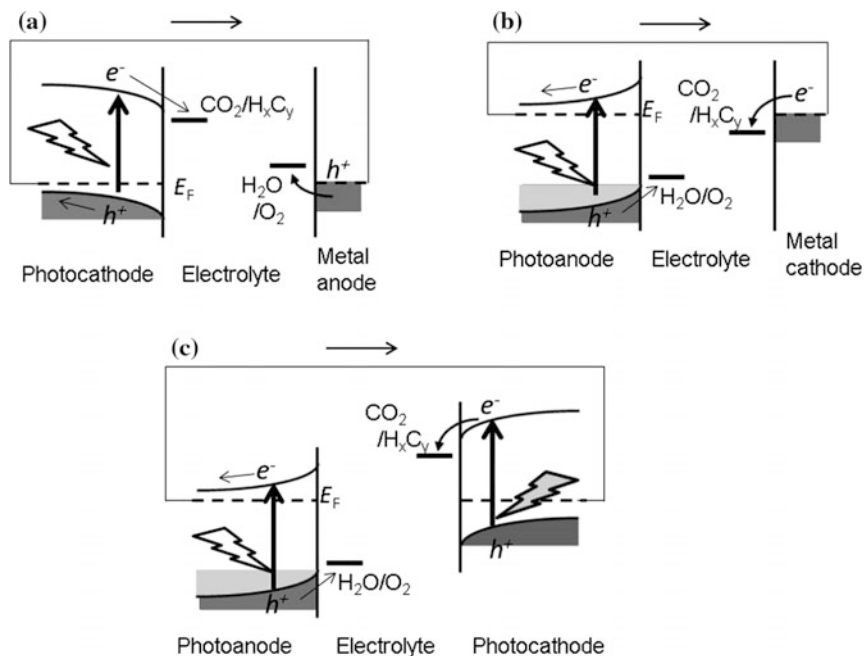 (a)
e⁻
CO₂/HₓCᵧ
h⁺
E_F
H₂O
/O₂
h⁺
Photocathode
Electrolyte
Metal
anode
(b)
e⁻
CO₂
/HₓCᵧ
e⁻
E_F
h⁺
H₂O/O₂
Photoanode
Electrolyte
Metal
cathode
(c)
CO₂
/HₓCᵧ
e⁻
e⁻
E_F
h⁺
H₂O/O₂
h⁺
Photoanode
Electrolyte
Photocathode